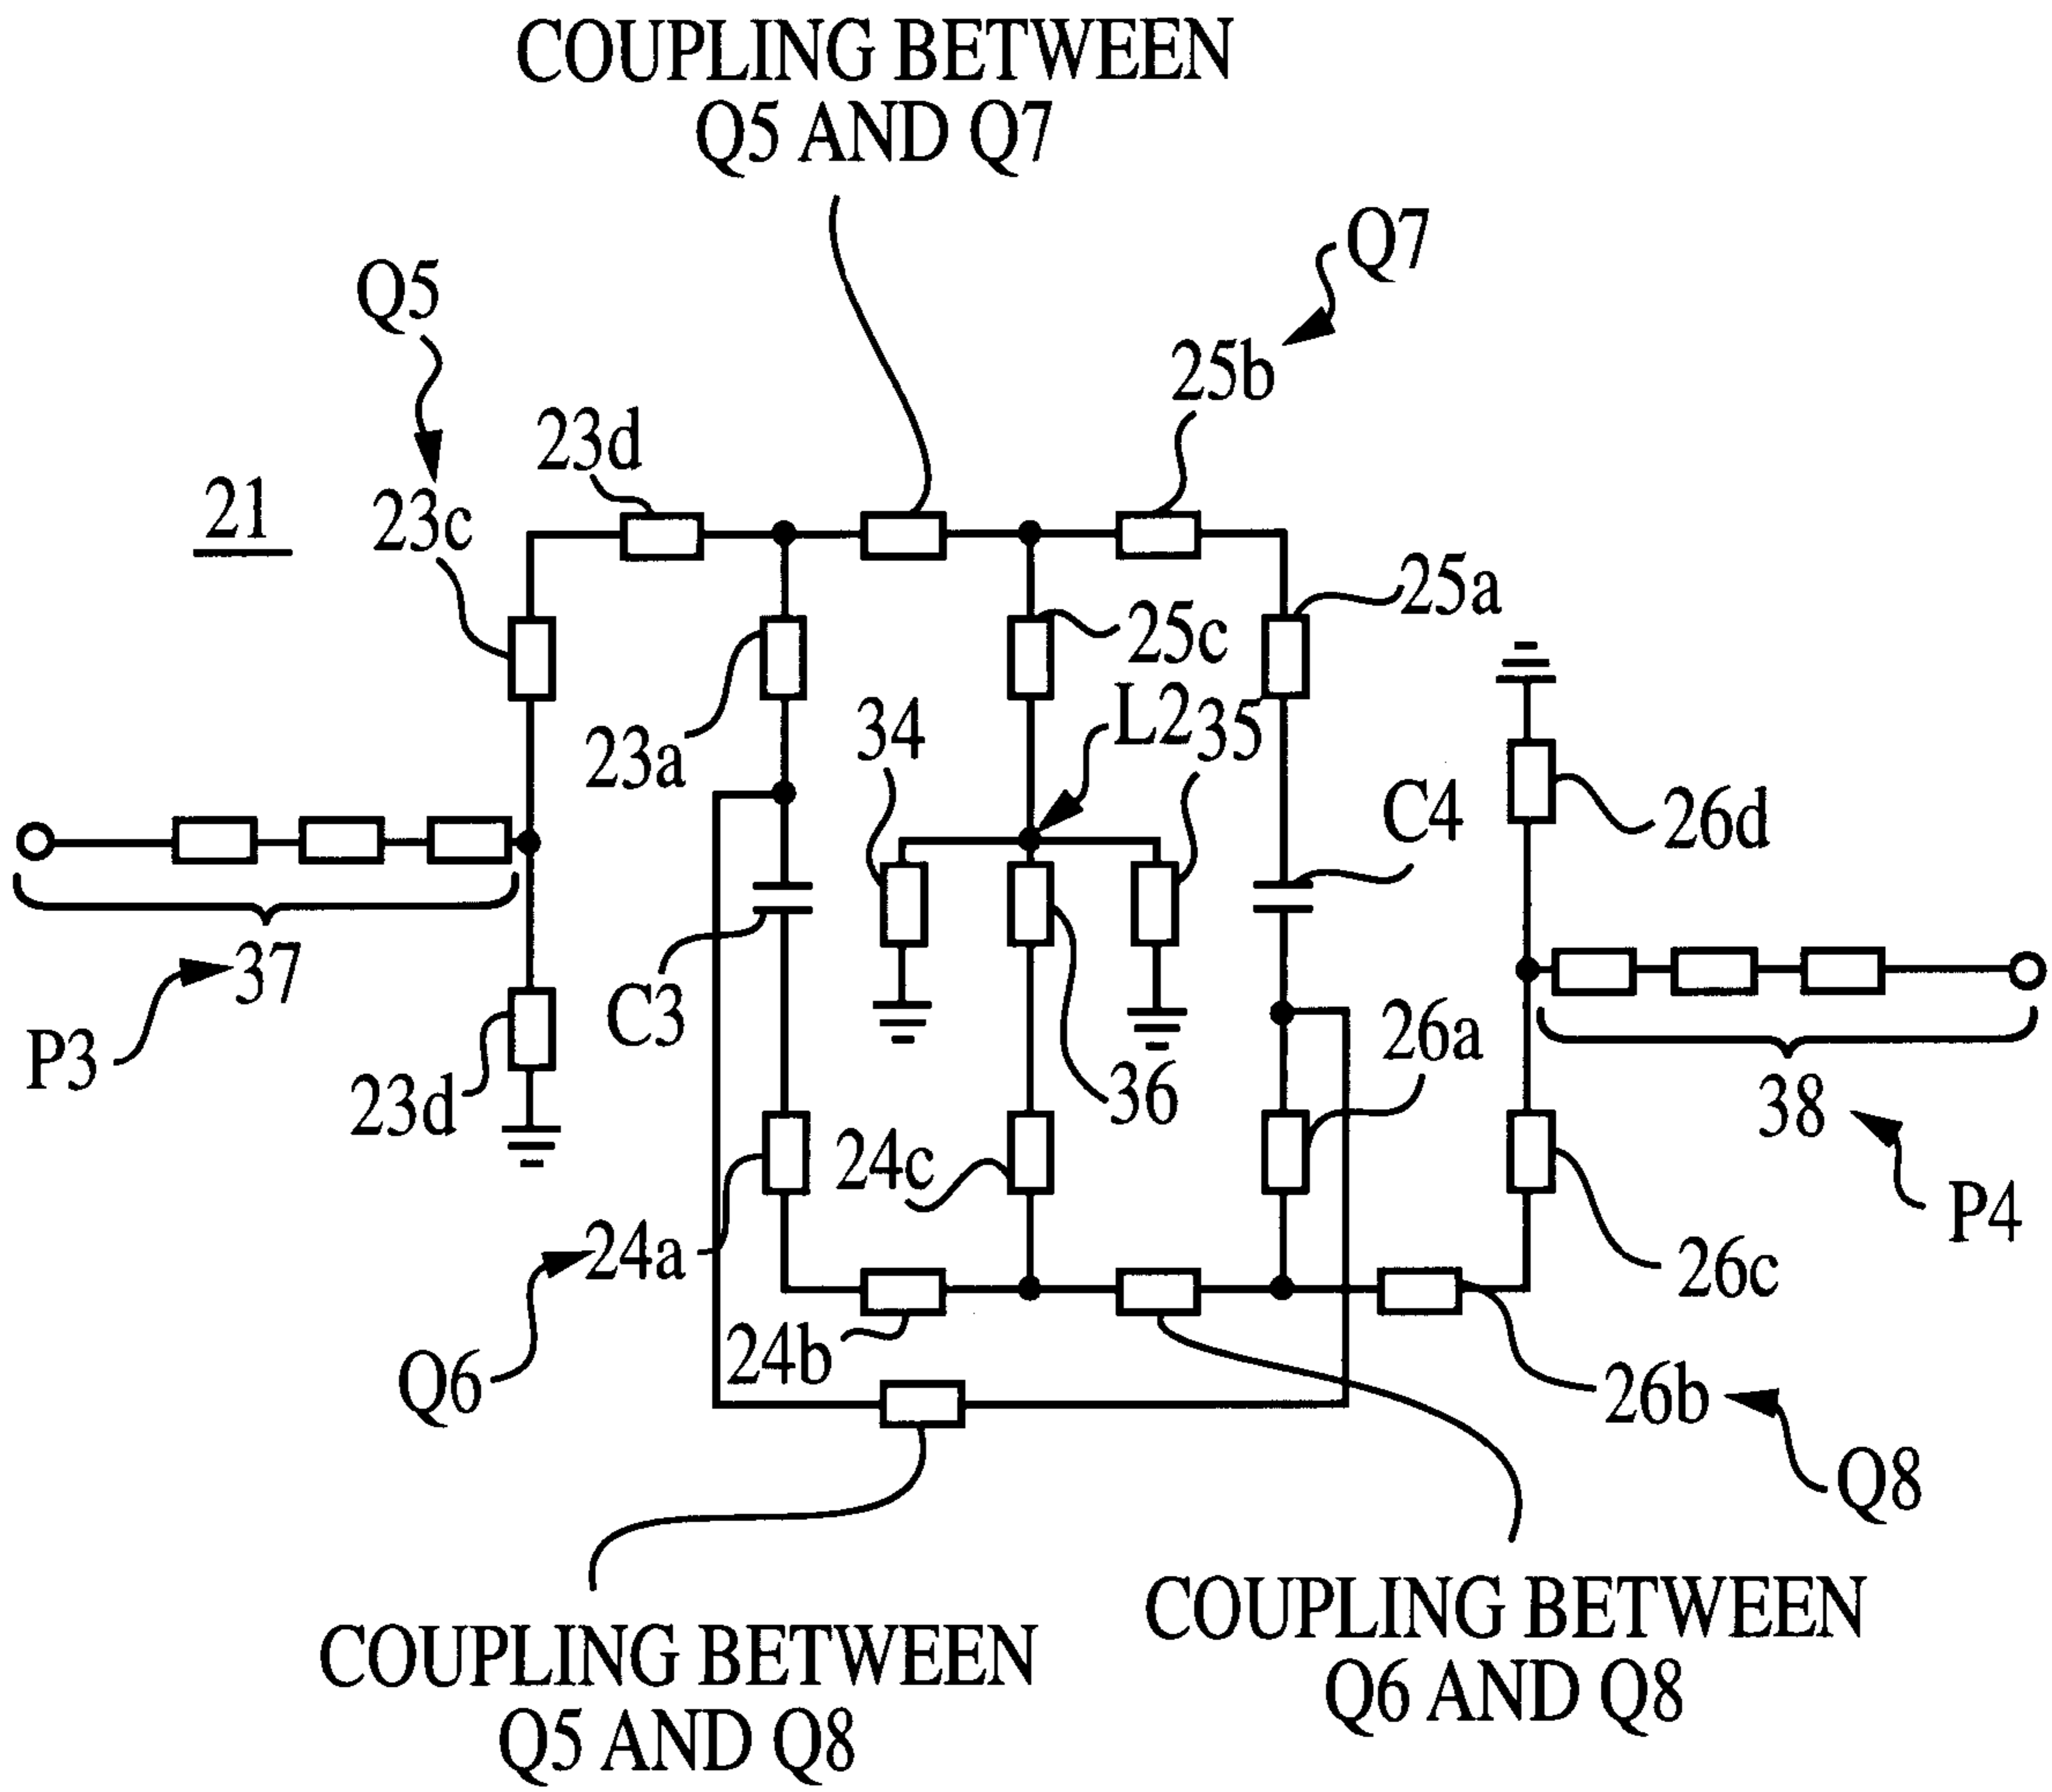 COUPLING BETWEEN
Q5 AND Q7
Q7
Q5
25b
23d
21
23c
25a
25c
23a
34
L2
35
C4
26d
37
C3
P3
23d
36
26a
38
24c
P4
24a
26c
24b
Q6
26b
Q8
COUPLING BETWEEN
Q6 AND Q8
COUPLING BETWEEN
Q5 AND Q8